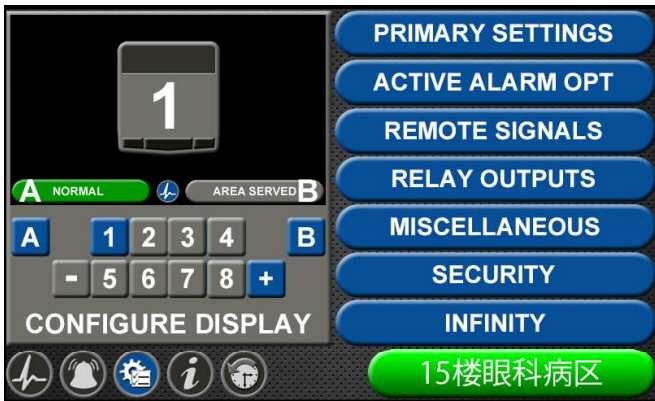 1
A NORMAL AREA SERVED B
A 1 2 3 4 B
- 5 6 7 8 +
CONFIGURE DISPLAY
PRIMARY SETTINGS
ACTIVE ALARM OPT
REMOTE SIGNALS
RELAY OUTPUTS
MISCELLANEOUS
SECURITY
INFINITY
i
15楼眼科病区